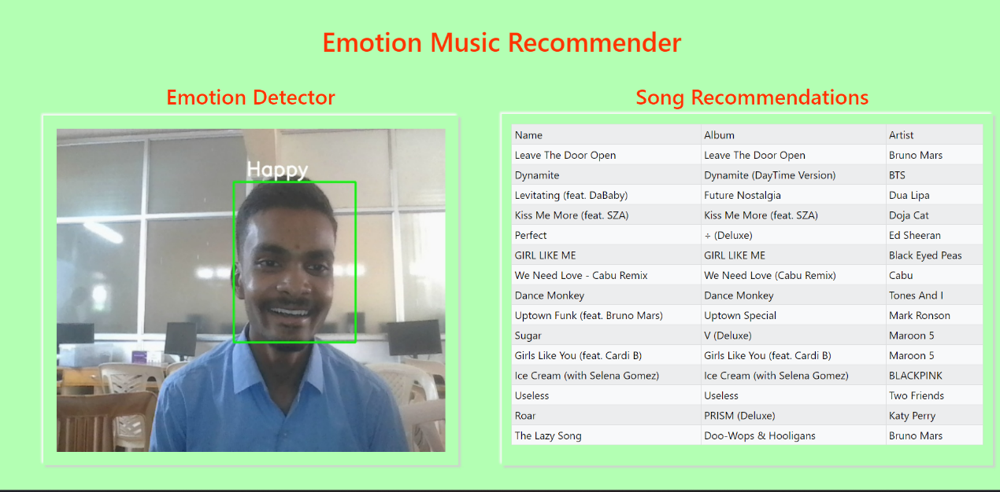 Emotion Music Recommender
Emotion Detector
Happy
Song Recommendations
Name Album Artist
Leave The Door Open Leave The Door Open Bruno Mars
Dynamite Dynamite (DayTime Version) BTS
Levitating (feat. DaBaby) Future Nostalgia Dua Lipa
Kiss Me More (feat. SZA) Kiss Me More (feat. SZA) Doja Cat
Perfect ÷ (Deluxe) Ed Sheeran
GIRL LIKE ME GIRL LIKE ME Black Eyed Peas
We Need Love - Cabu Remix We Need Love (Cabu Remix) Cabu
Dance Monkey Dance Monkey Tones And I
Uptown Funk (feat. Bruno Mars) Uptown Special Mark Ronson
Sugar V (Deluxe) Maroon 5
Girls Like You (feat. Cardi B) Girls Like You (feat. Cardi B) Maroon 5
Ice Cream (with Selena Gomez) Ice Cream (with Selena Gomez) BLACKPINK
Useless Useless Two Friends
Roar PRISM (Deluxe) Katy Perry
The Lazy Song Doo-Wops & Hooligans Bruno Mars